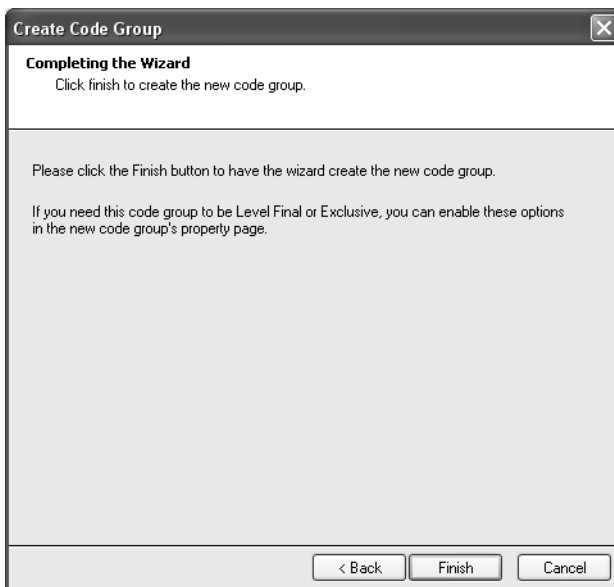 Create Code Group
Completing the Wizard
Click finish to create the new code group.
Please click the Finish button to have the wizard create the new code group.
If you need this code group to be Level Final or Exclusive, you can enable these options
in the new code group's property page.
< Back Finish Cancel